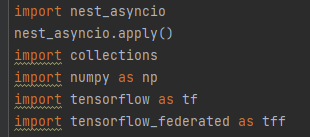 import nest_asyncio
nest_asyncio.apply()
import collections
import numpy as np
import tensorflow as tf
import tensorflow_federated as tff